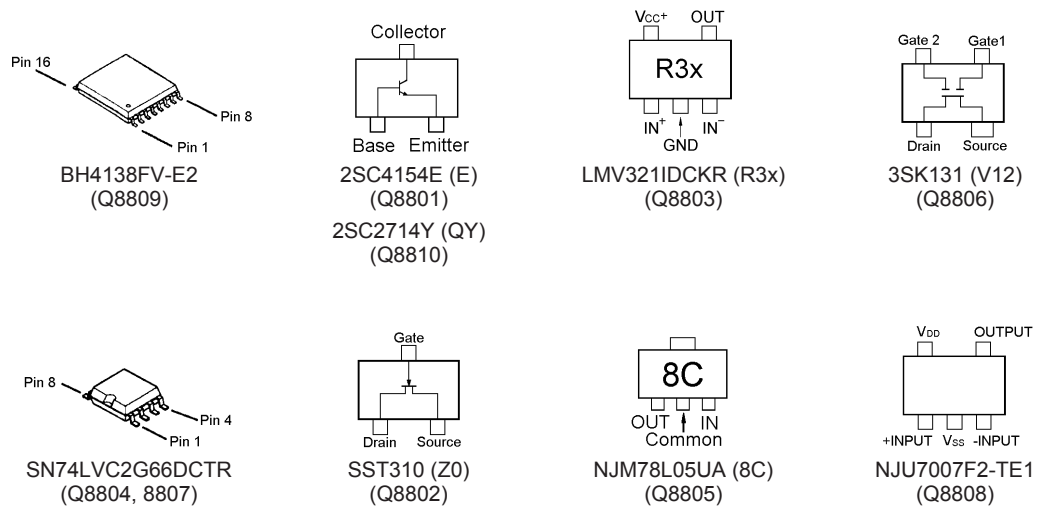 Pin 16
Pin 8
Pin 1
BH4138FV-E2
(Q8809)
Collector
Base Emitter
2SC4154E (E)
(Q8801)
2SC2714Y (QY)
(Q8810)
VCC+ OUT
R3x
IN+ IN−
GND
LMV321IDCKR (R3x)
(Q8803)
Gate 2 Gate1
Drain Source
3SK131 (V12)
(Q8806)
Pin 8
Pin 4
Pin 1
SN74LVC2G66DCTR
(Q8804, 8807)
Gate
Drain Source
SST310 (Z0)
(Q8802)
8C
OUT IN
Common
NJM78L05UA (8C)
(Q8805)
VDD OUTPUT
+INPUT VSS -INPUT
NJU7007F2-TE1
(Q8808)